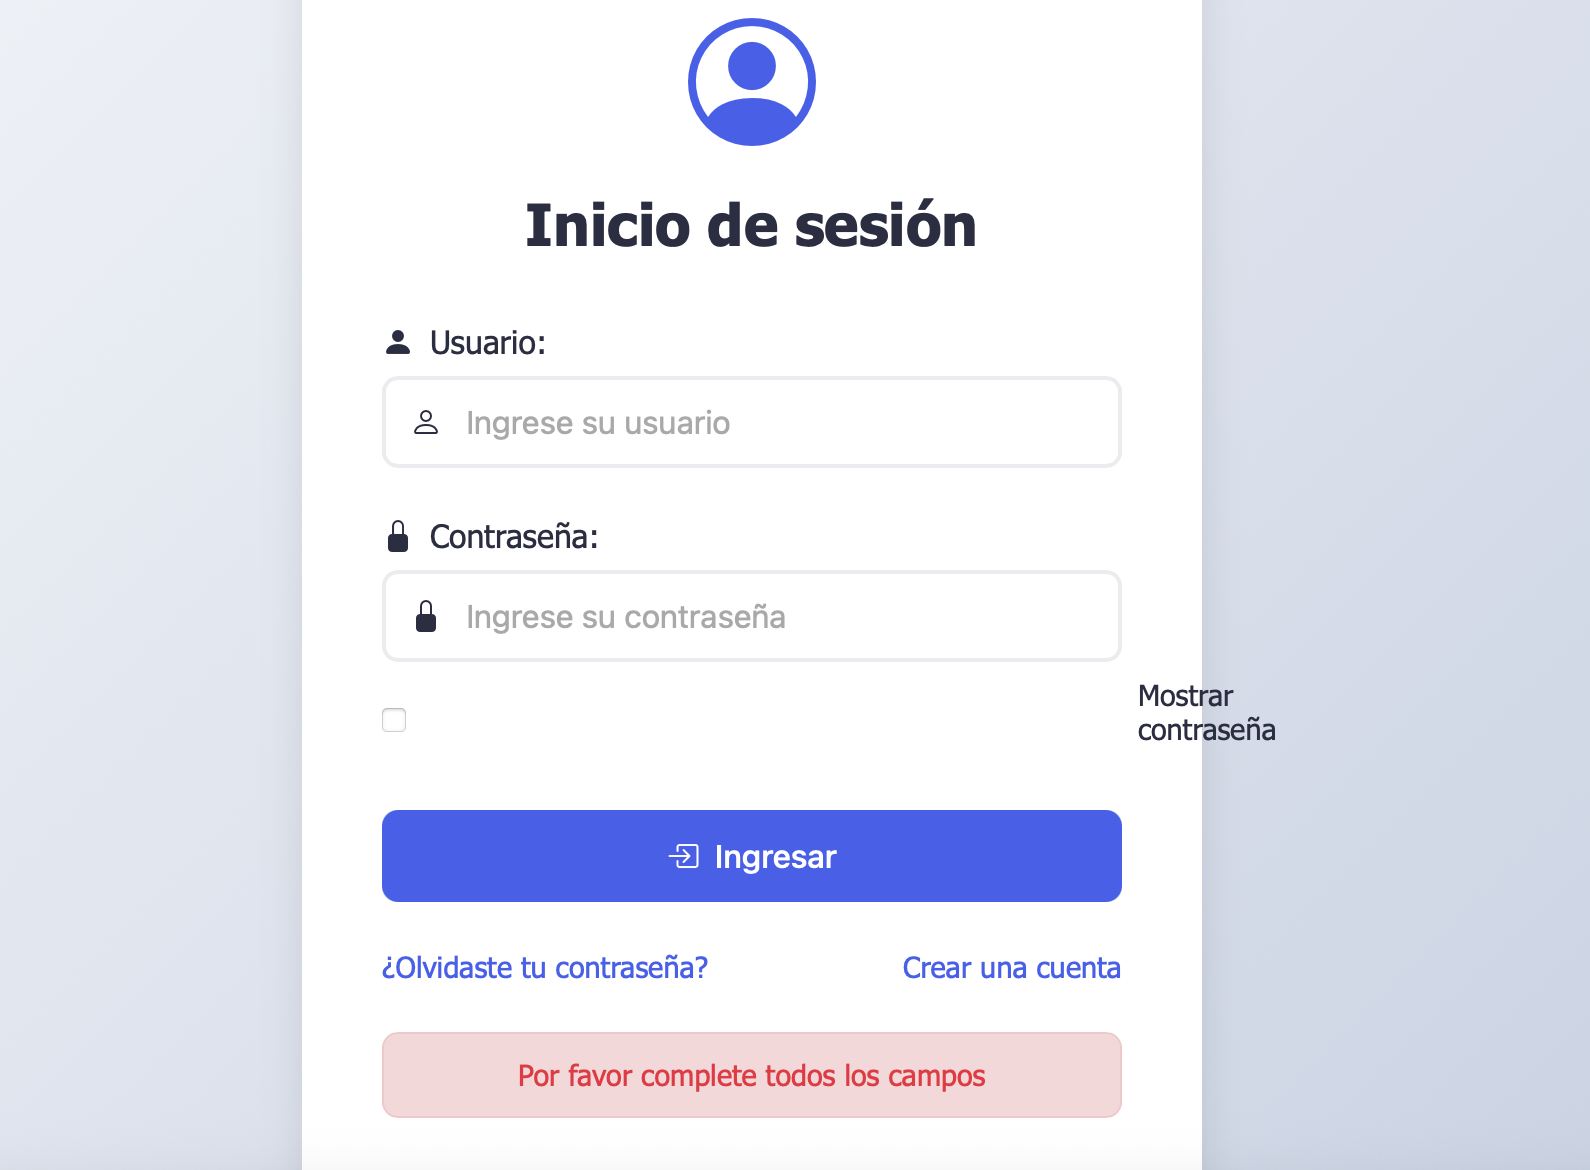 Inicio de sesión
Usuario:
Ingrese su usuario
Contraseña:
Ingrese su contraseña
Mostrar
contraseña
Ingresar
¿Olvidaste tu contraseña? Crear una cuenta
Por favor complete todos los campos